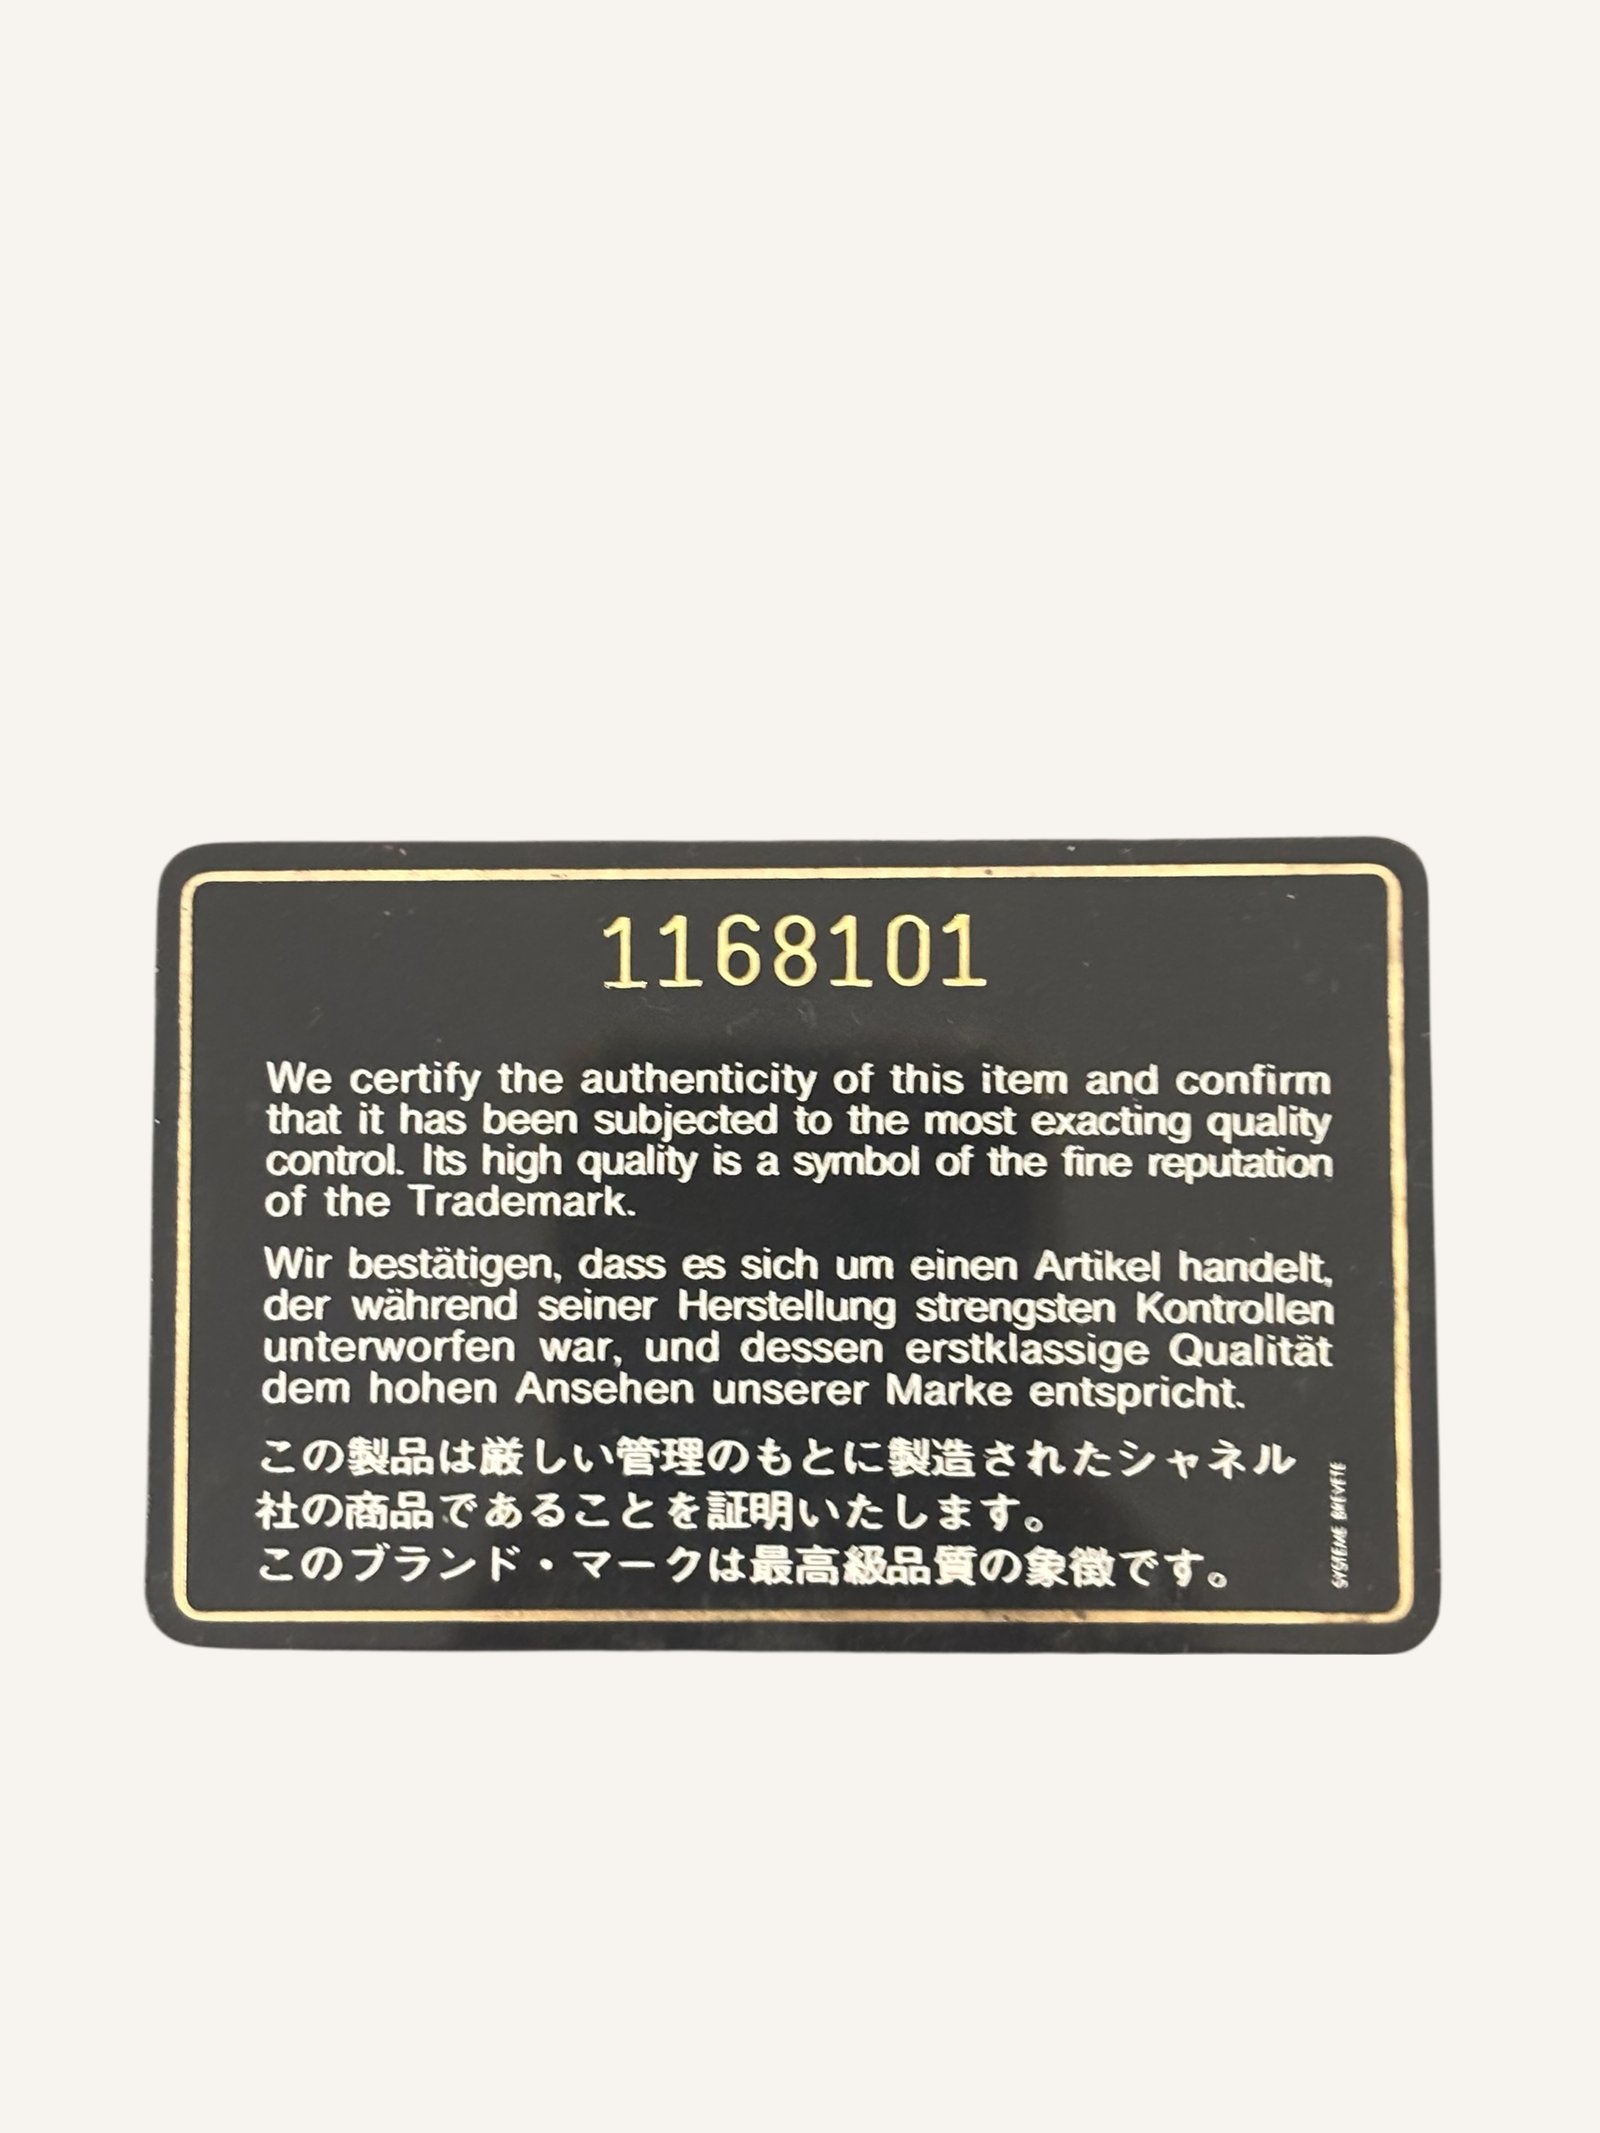 1168101
We certify the authenticity of this item and confirm
that it has been subjected to the most exacting quality
control. Its high quality is a symbol of the fine reputation
of the Trademark.
Wir bestätigen, dass es sich um einen Artikel handelt,
der während seiner Herstellung strengsten Kontrollen
unterworfen war, und dessen erstklassige Qualität
dem hohen Ansehen unserer Marke entspricht.
この製品は厳しい管理のもとに製造されたシャネル
社の商品であることを証明いたします。
このブランド・マークは最高級品質の象徴です。
SYSTEME BREVETE